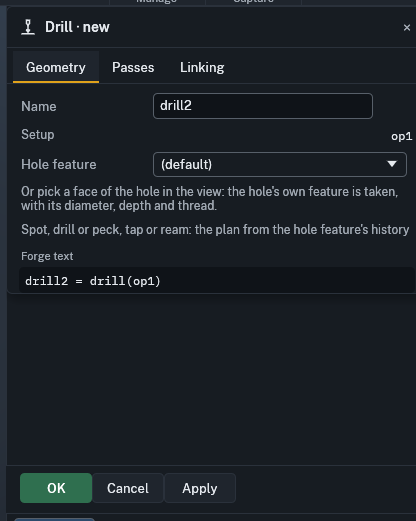 Drill · new
×
Geometry Passes Linking
Name drill2
Setup op1
Hole feature (default)
Or pick a face of the hole in the view: the hole's own feature is taken,
with its diameter, depth and thread.
Spot, drill or peck, tap or ream: the plan from the hole feature's history
Forge text
drill2 = drill(op1)
OK Cancel Apply